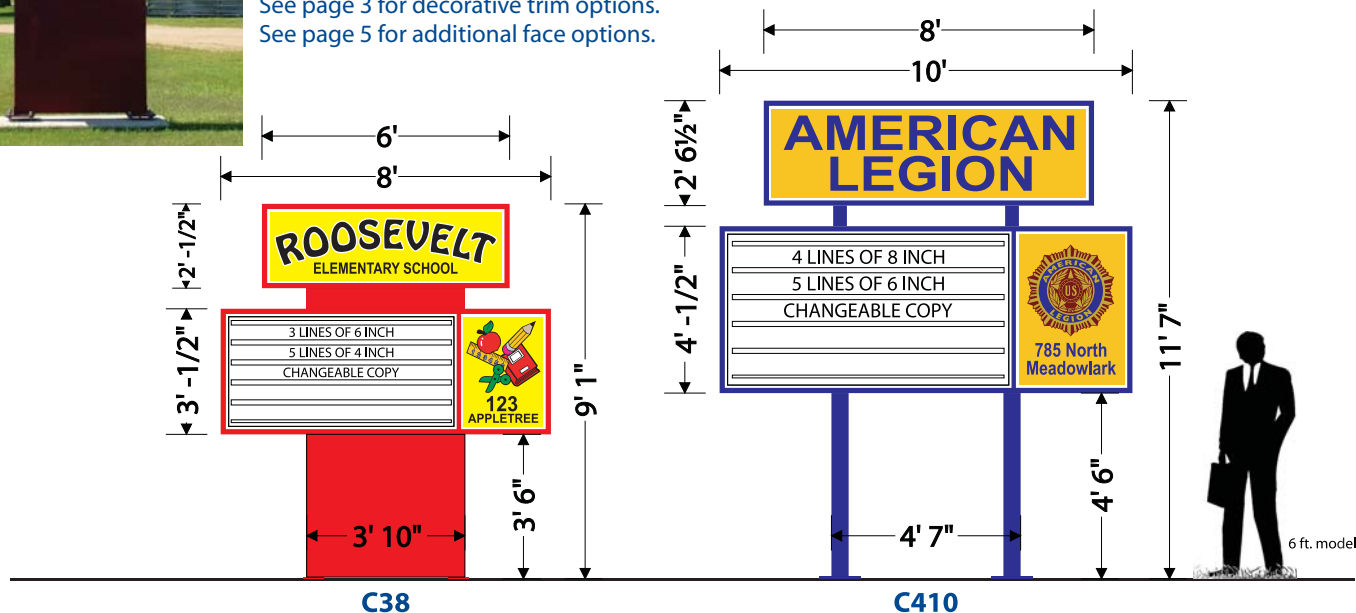 See page 3 for decorative trim options.
See page 5 for additional face options.
6'
8'
2' -1/2"
3' -1/2"
ROOSEVELT
ELEMENTARY SCHOOL
3 LINES OF 6 INCH
5 LINES OF 4 INCH
CHANGEABLE COPY
123
APPLETREE
9' 1"
3' 6"
3' 10"
C38
8'
10'
2' 6½"
4' -1/2"
AMERICAN
LEGION
4 LINES OF 8 INCH
5 LINES OF 6 INCH
CHANGEABLE COPY
AMERICAN
US
LEGION
785 North
Meadowlark
11' 7"
4' 6"
4' 7"
6 ft. model
C410